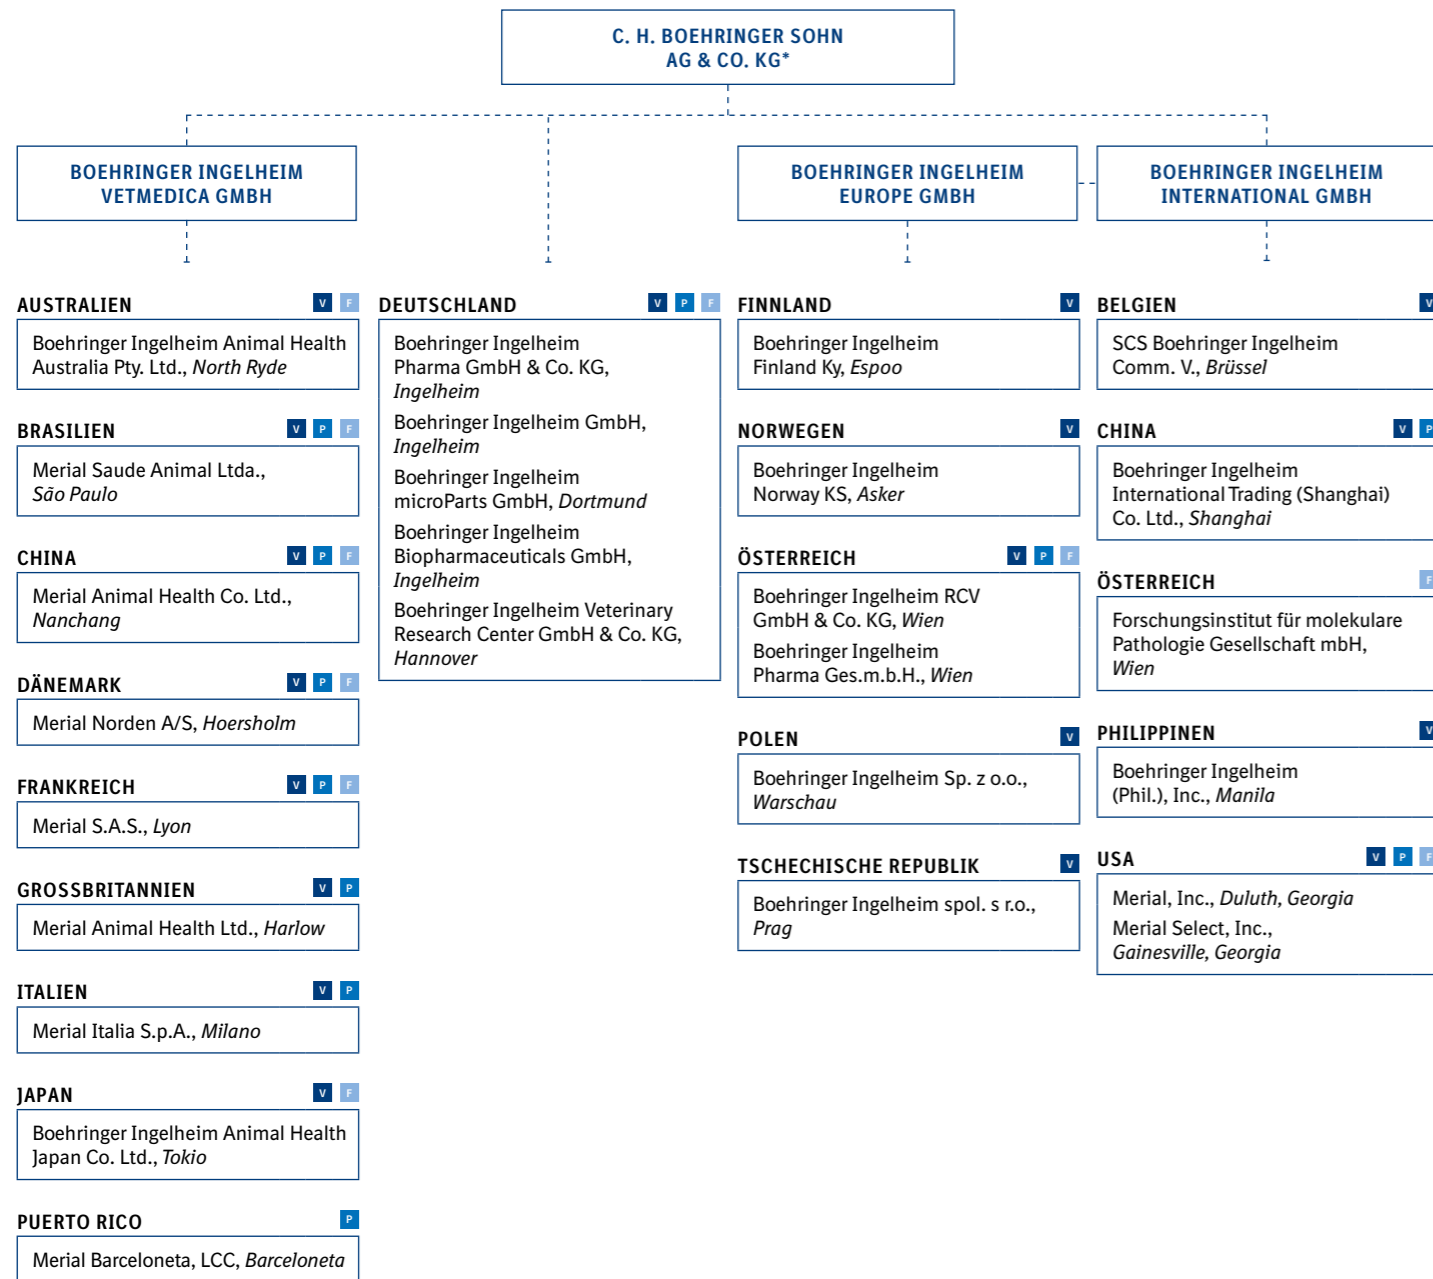 C. H. BOEHRINGER SOHN
AG & CO. KG*
BOEHRINGER INGELHEIM
VETMEDICA GMBH
BOEHRINGER INGELHEIM
EUROPE GMBH
BOEHRINGER INGELHEIM
INTERNATIONAL GMBH
AUSTRALIEN V F
Boehringer Ingelheim Animal Health
Australia Pty. Ltd., North Ryde
BRASILIEN V P F
Merial Saude Animal Ltda.,
São Paulo
CHINA V P F
Merial Animal Health Co. Ltd.,
Nanchang
DÄNEMARK V P F
Merial Norden A/S, Hoersholm
FRANKREICH V P F
Merial S.A.S., Lyon
GROSSBRITANNIEN V P
Merial Animal Health Ltd., Harlow
ITALIEN V P
Merial Italia S.p.A., Milano
JAPAN V F
Boehringer Ingelheim Animal Health
Japan Co. Ltd., Tokio
PUERTO RICO P
Merial Barceloneta, LCC, Barceloneta
DEUTSCHLAND V P F
Boehringer Ingelheim
Pharma GmbH & Co. KG,
Ingelheim
Boehringer Ingelheim GmbH,
Ingelheim
Boehringer Ingelheim
microParts GmbH, Dortmund
Boehringer Ingelheim
Biopharmaceuticals GmbH,
Ingelheim
Boehringer Ingelheim Veterinary
Research Center GmbH & Co. KG,
Hannover
FINNLAND V
Boehringer Ingelheim
Finland Ky, Espoo
NORWEGEN V
Boehringer Ingelheim
Norway KS, Asker
ÖSTERREICH V P F
Boehringer Ingelheim RCV
GmbH & Co. KG, Wien
Boehringer Ingelheim
Pharma Ges.m.b.H., Wien
POLEN V
Boehringer Ingelheim Sp. z o.o.,
Warschau
TSCHECHISCHE REPUBLIK V
Boehringer Ingelheim spol. s r.o.,
Prag
BELGIEN V
SCS Boehringer Ingelheim
Comm. V., Brüssel
CHINA V P
Boehringer Ingelheim
International Trading (Shanghai)
Co. Ltd., Shanghai
ÖSTERREICH F
Forschungsinstitut für molekulare
Pathologie Gesellschaft mbH,
Wien
PHILIPPINEN V
Boehringer Ingelheim
(Phil.), Inc., Manila
USA V P F
Merial, Inc., Duluth, Georgia
Merial Select, Inc.,
Gainesville, Georgia